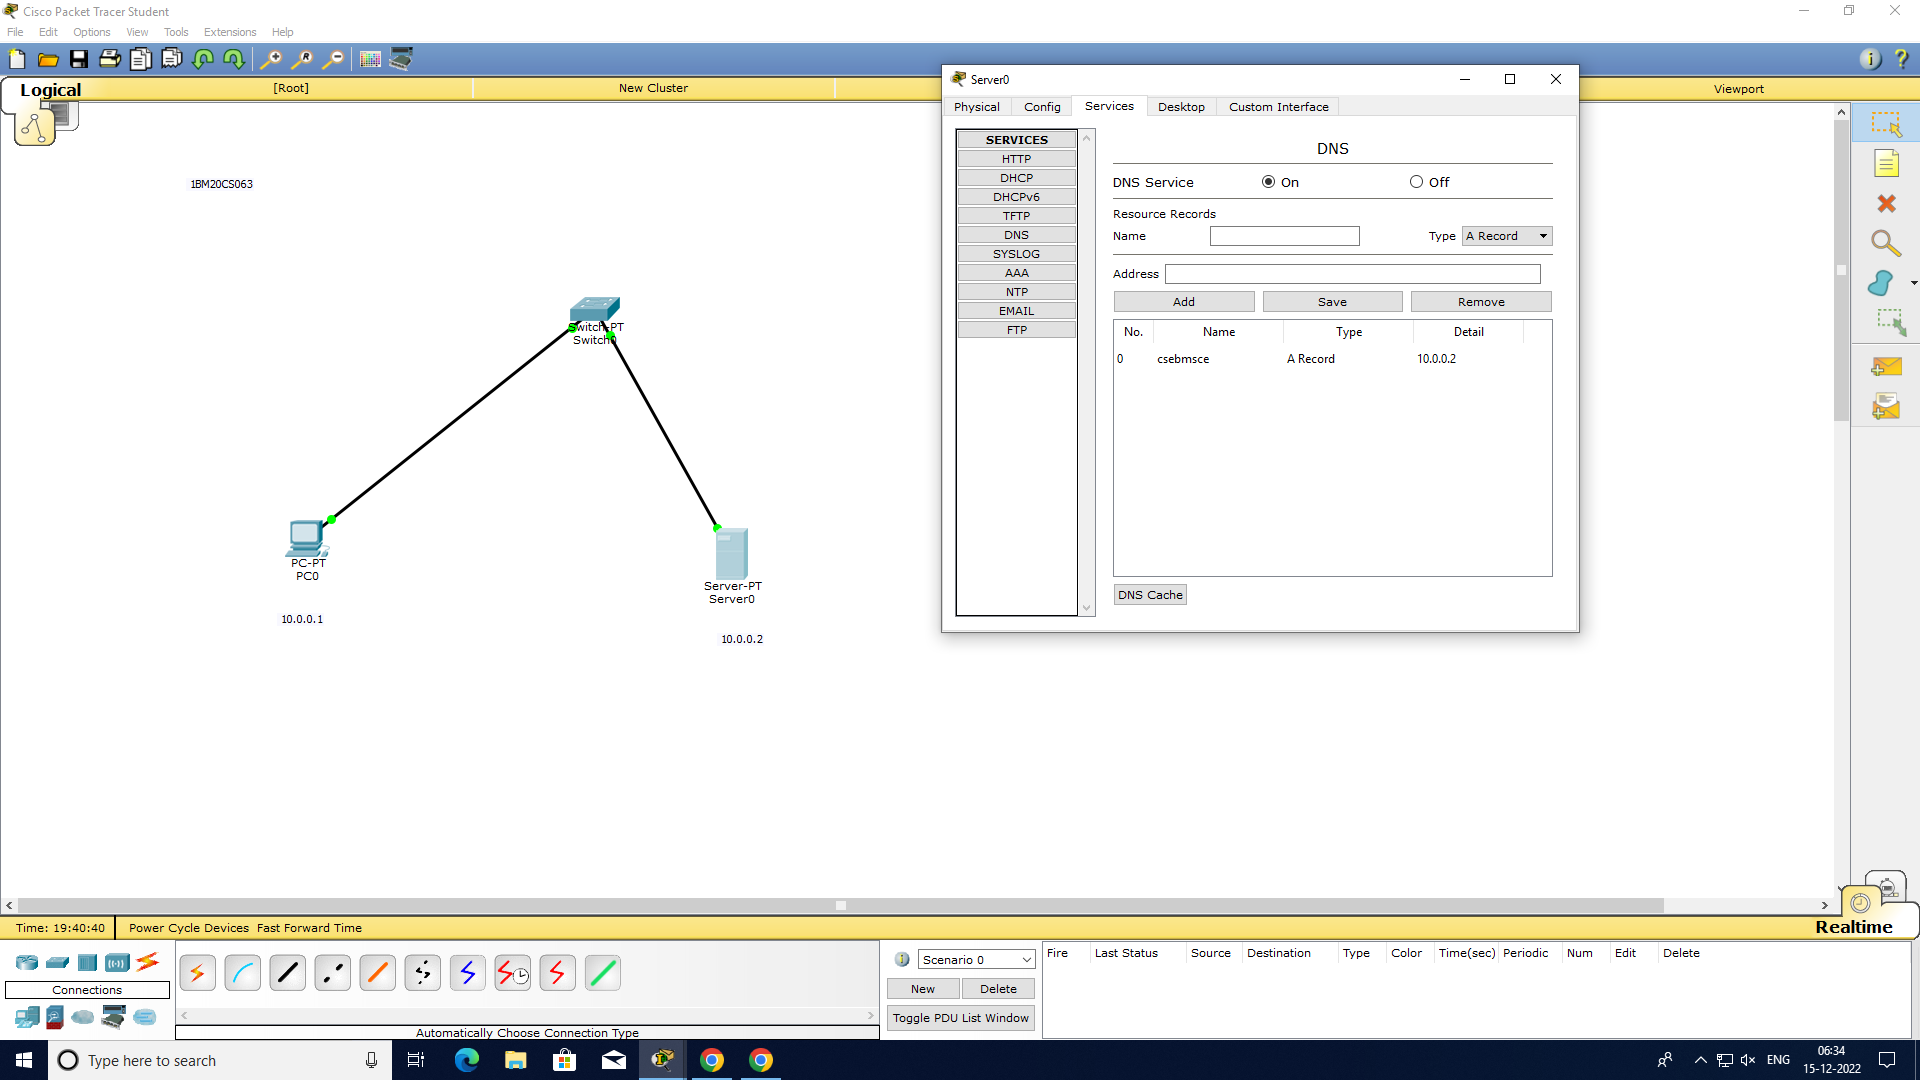 Cisco Packet Tracer Student
File Edit Options View Tools Extensions Help
Logical [Root] New Cluster Viewport
1BM20CS063
Switch-PT
Switch0
PC-PT
PC0
10.0.0.1
Server-PT
Server0
10.0.0.2
Server0
Physical Config Services Desktop Custom Interface
SERVICES
HTTP
DHCP
DHCPv6
TFTP
DNS
SYSLOG
AAA
NTP
EMAIL
FTP
DNS
DNS Service On Off
Resource Records
Name Type A Record
Address
Add Save Remove
No. Name Type Detail
0 csebmsce A Record 10.0.0.2
DNS Cache
Time: 19:40:40 Power Cycle Devices Fast Forward Time
Realtime
Connections
Automatically Choose Connection Type
Scenario 0
New Delete
Toggle PDU List Window
Fire Last Status Source Destination Type Color Time(sec) Periodic Num Edit Delete
Type here to search
ENG
06:34
15-12-2022